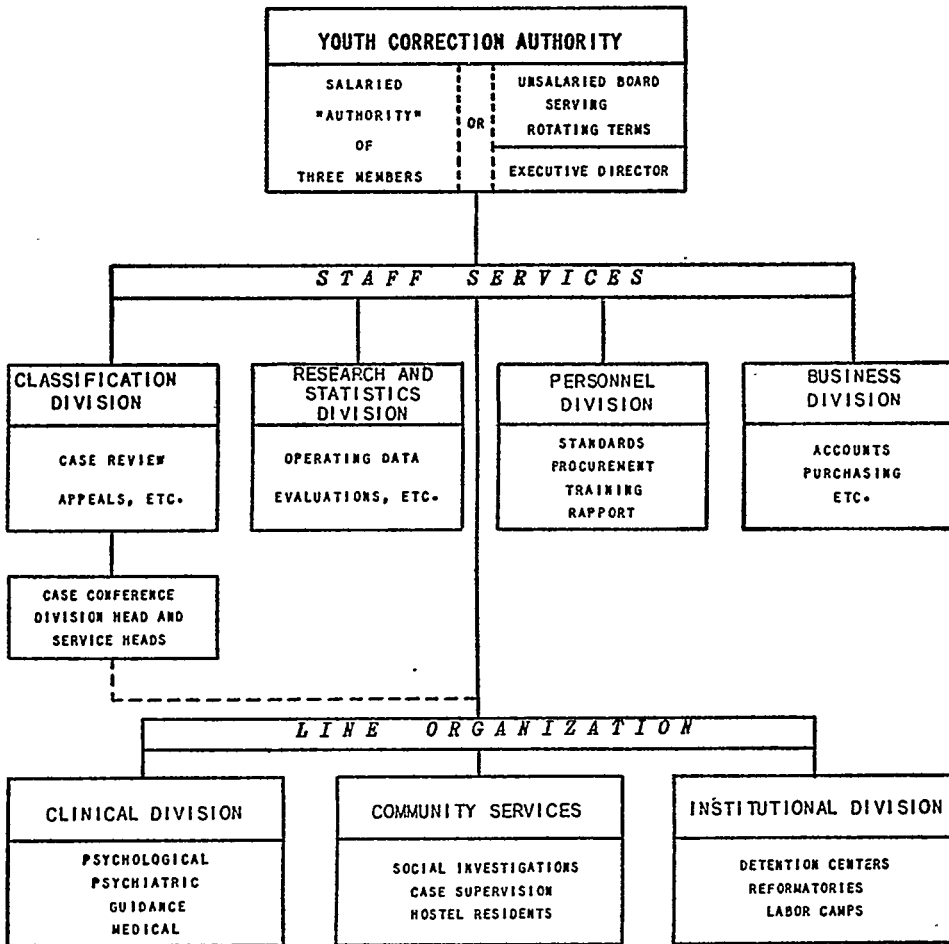 YOUTH CORRECTION AUTHORITY
SALARIED
"AUTHORITY"
OF
THREE MEMBERS
OR
UNSALARIED BOARD
SERVING
ROTATING TERMS
EXECUTIVE DIRECTOR
STAFF SERVICES
CLASSIFICATION
DIVISION
CASE REVIEW
APPEALS, ETC.
RESEARCH AND
STATISTICS
DIVISION
OPERATING DATA
EVALUATIONS, ETC.
PERSONNEL
DIVISION
STANDARDS
PROCUREMENT
TRAINING
RAPPORT
BUSINESS
DIVISION
ACCOUNTS
PURCHASING
ETC.
CASE CONFERENCE
DIVISION HEAD AND
SERVICE HEADS
LINE ORGANIZATION
CLINICAL DIVISION
PSYCHOLOGICAL
PSYCHIATRIC
GUIDANCE
MEDICAL
COMMUNITY SERVICES
SOCIAL INVESTIGATIONS
CASE SUPERVISION
HOSTEL RESIDENTS
INSTITUTIONAL DIVISION
DETENTION CENTERS
REFORMATORIES
LABOR CAMPS